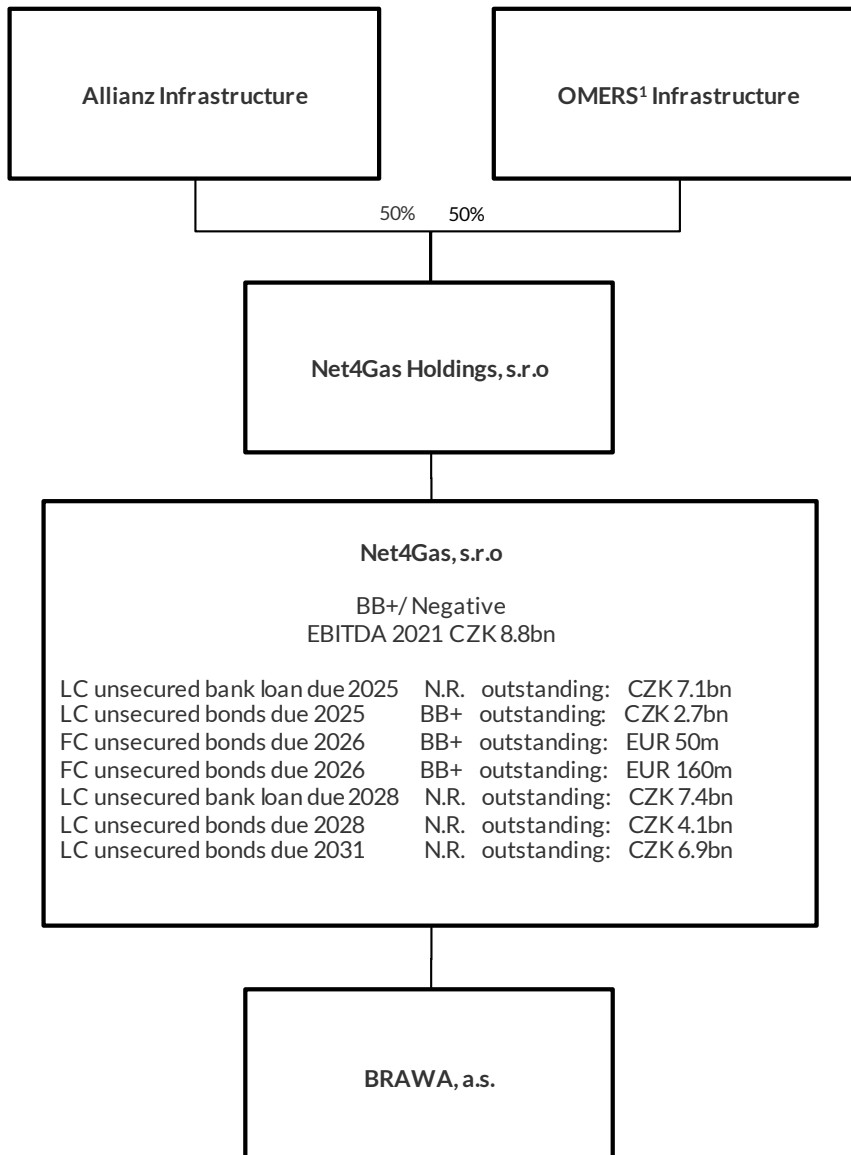 Allianz Infrastructure
OMERS¹ Infrastructure
50% 50%
Net4Gas Holdings, s.r.o
Net4Gas, s.r.o
BB+/ Negative
EBITDA 2021 CZK 8.8bn
LC unsecured bank loan due 2025 N.R. outstanding: CZK 7.1bn
LC unsecured bonds due 2025 BB+ outstanding: CZK 2.7bn
FC unsecured bonds due 2026 BB+ outstanding: EUR 50m
FC unsecured bonds due 2026 BB+ outstanding: EUR 160m
LC unsecured bank loan due 2028 N.R. outstanding: CZK 7.4bn
LC unsecured bonds due 2028 N.R. outstanding: CZK 4.1bn
LC unsecured bonds due 2031 N.R. outstanding: CZK 6.9bn
BRAWA, a.s.